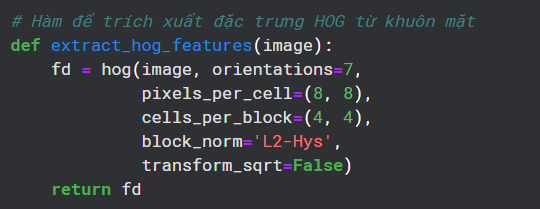 # Hàm để trích xuất đặc trưng HOG từ khuôn mặt
def extract_hog_features(image):
    fd = hog(image, orientations=7,
             pixels_per_cell=(8, 8),
             cells_per_block=(4, 4),
             block_norm='L2-Hys',
             transform_sqrt=False)
    return fd